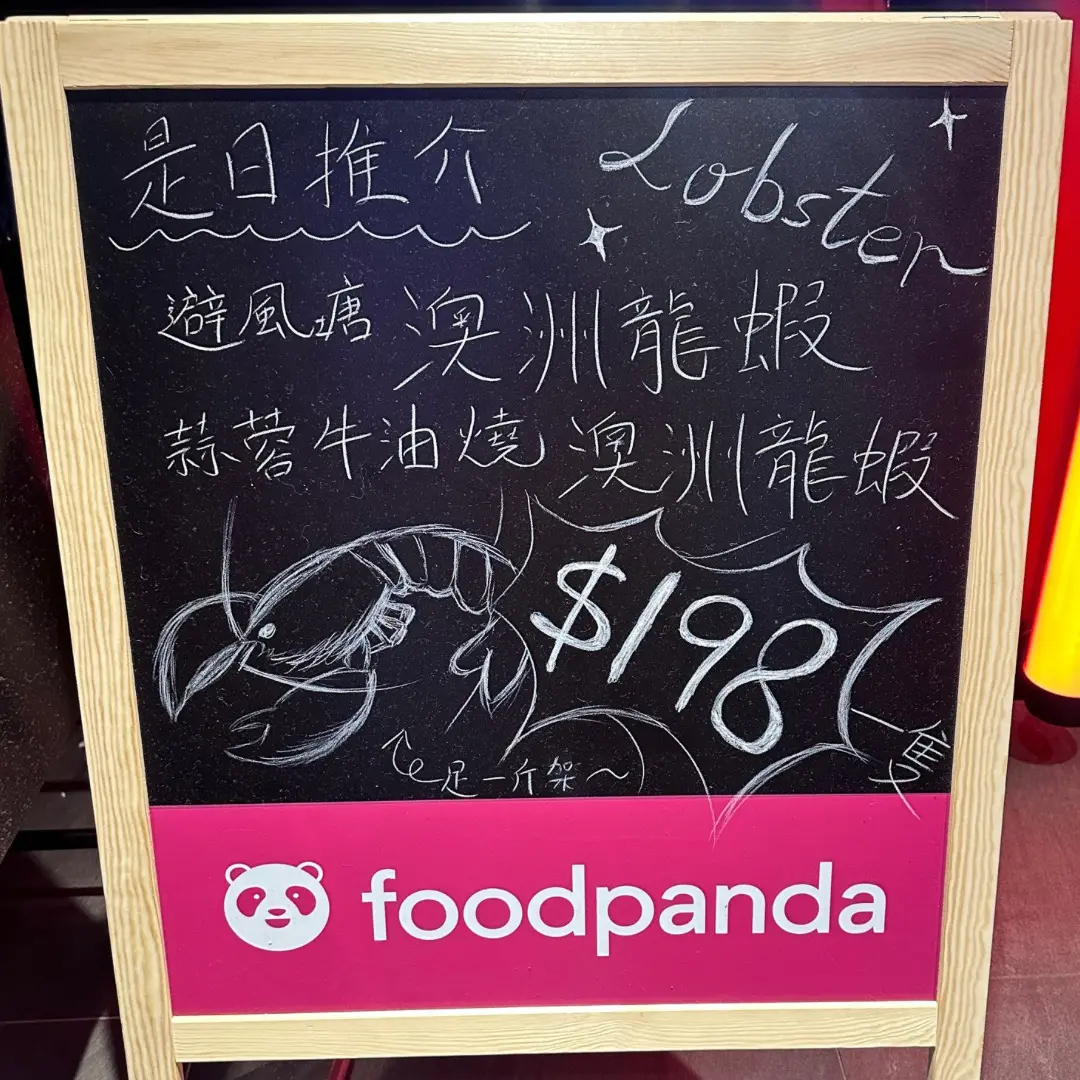 是日推介
Lobster
避風塘 澳洲龍蝦
蒜蓉牛油燒 澳洲龍蝦
$198
一隻
足一斤架~
foodpanda